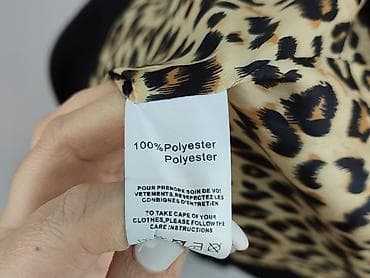 100%Polyester
Polyester
POUR PRENDRE SOIN DE VOI
VETEMENTS,RESPECTEZ LES
CONSIGNES D'ENTRETIEN
TO TAKE CAPE OF YOUR
CLOTHES,PLEASE FOLLOW THE
CARE INSTRUCTIONS